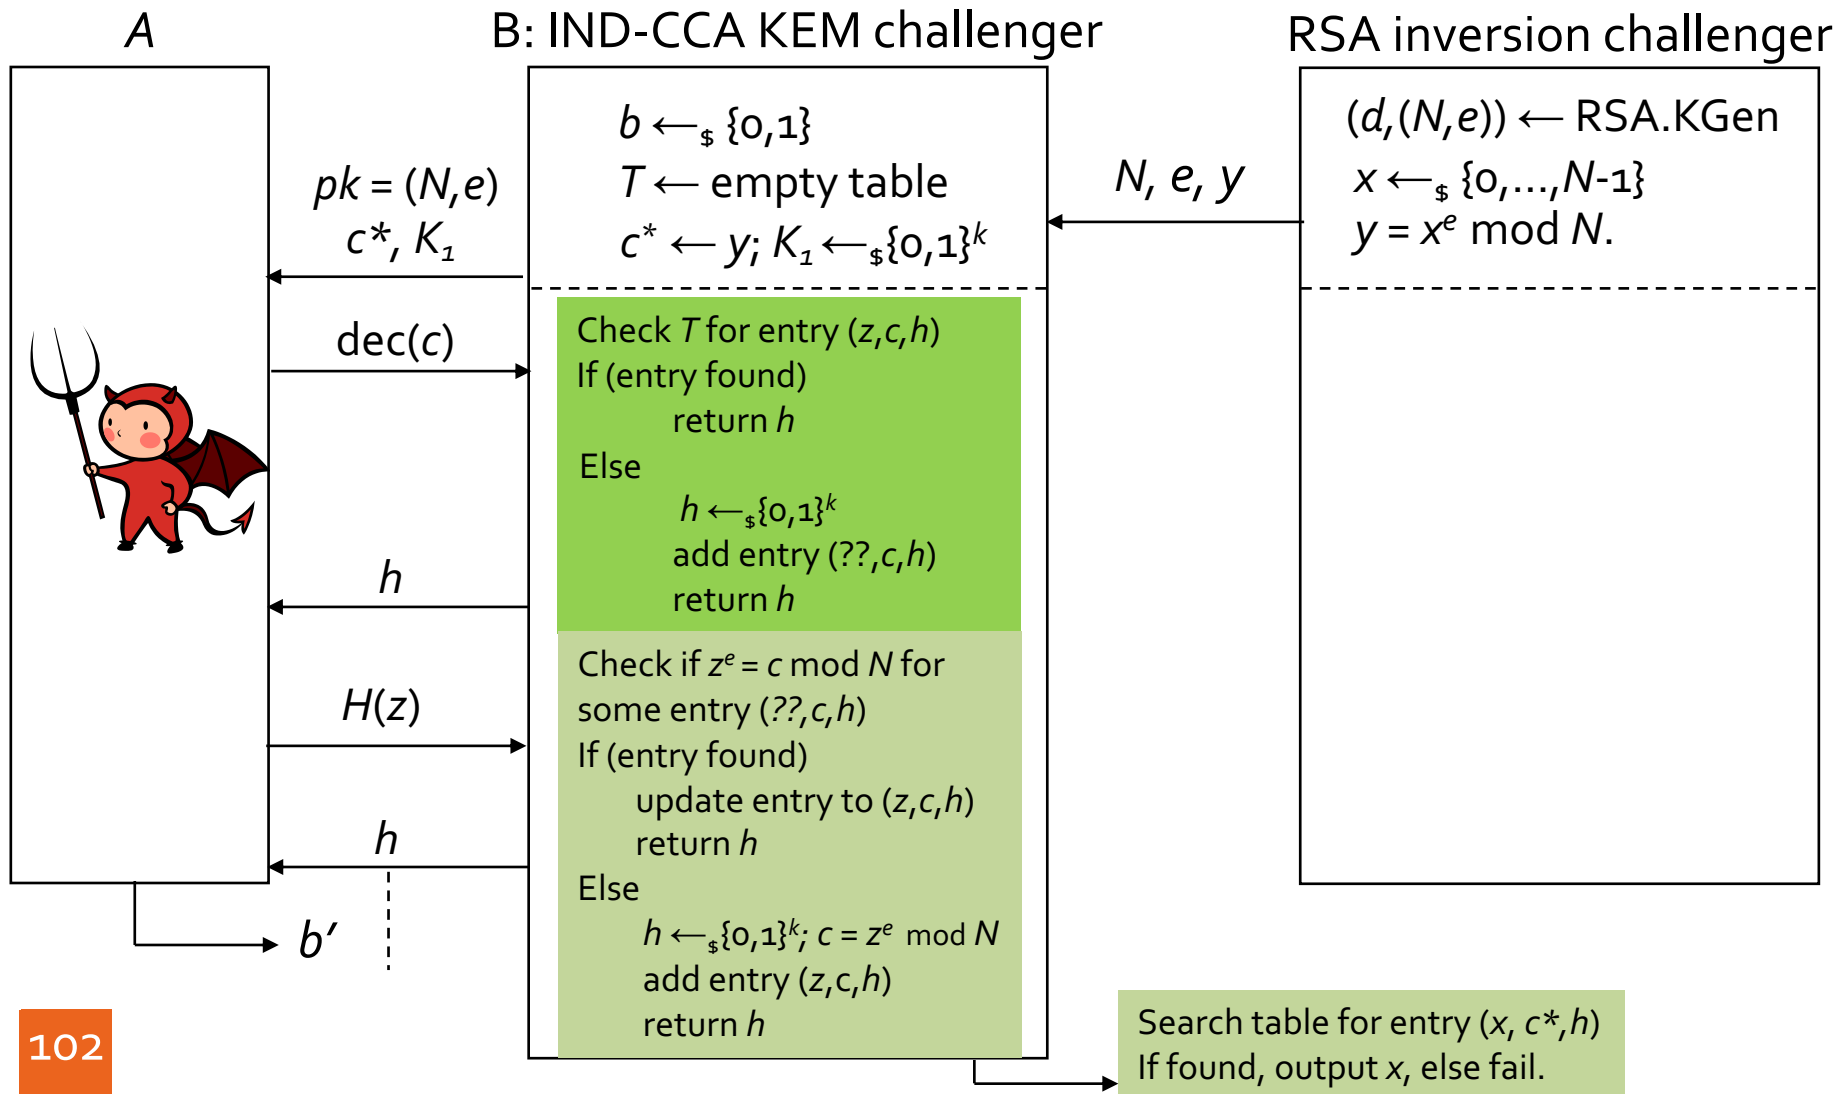 A
B: IND-CCA KEM challenger
RSA inversion challenger
b ←$ {0,1}
T ← empty table
c* ← y; K₁ ←${0,1}ᵏ
(d,(N,e)) ← RSA.KGen
x ←$ {0,…,N-1}
y = xᵉ mod N.
N, e, y
pk = (N,e)
c*, K₁
dec(c)
Check T for entry (z,c,h)
If (entry found)
return h
Else
h ←${0,1}ᵏ
add entry (??,c,h)
return h
h
H(z)
Check if zᵉ = c mod N for
some entry (??,c,h)
If (entry found)
update entry to (z,c,h)
return h
h
Else
h ←${0,1}ᵏ; c = zᵉ mod N
add entry (z,c,h)
return h
b′
Search table for entry (x, c*,h)
If found, output x, else fail.
102